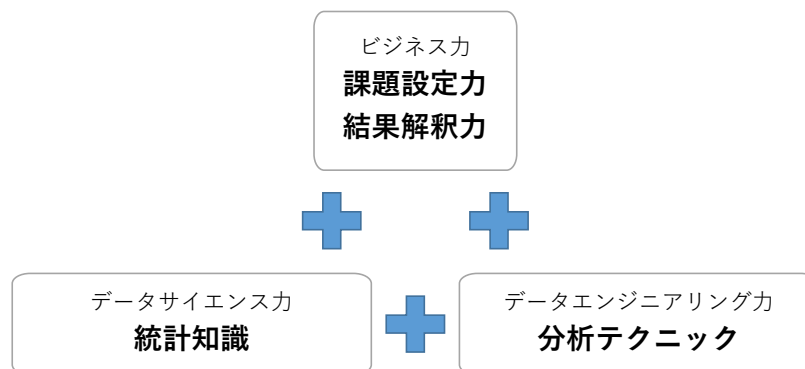 ビジネス力
課題設定力
結果解釈力
データサイエンス力
統計知識
データエンジニアリング力
分析テクニック